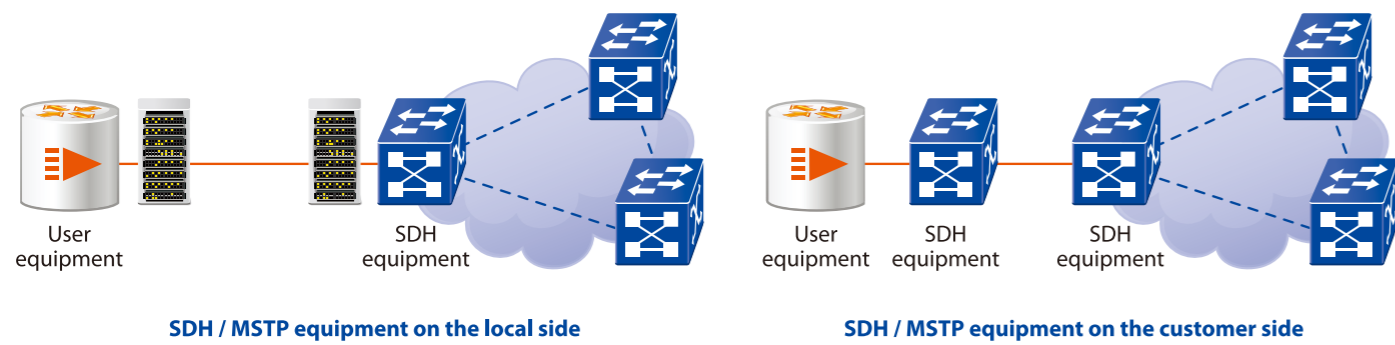 User
equipment
SDH
equipment
SDH / MSTP equipment on the local side
User
equipment
SDH
equipment
SDH
equipment
SDH / MSTP equipment on the customer side